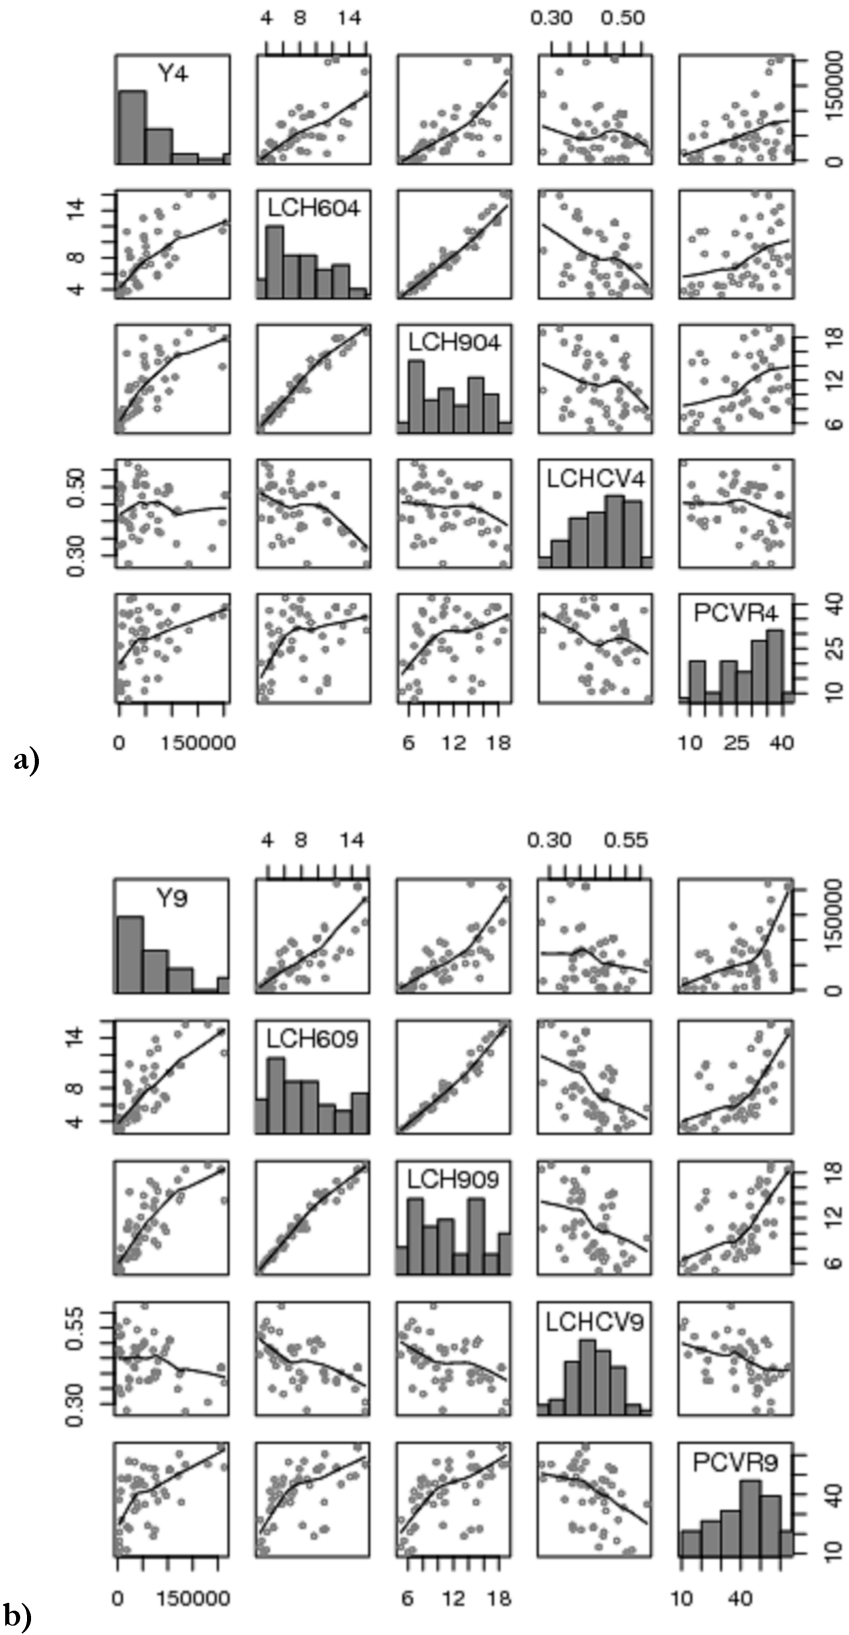 4 8 14 0.30 0.50
Y4
0 150000
LCH604
4 8 14
LCH904
6 12 18
LCHCV4
0.30 0.50
PCVR4
10 25 40
0 150000 6 12 18 10 25 40
a)
4 8 14 0.30 0.55
Y9
0 150000
LCH609
4 8 14
LCH909
6 12 18
LCHCV9
0.30 0.55
PCVR9
10 40
0 150000 6 12 18 10 40
b)